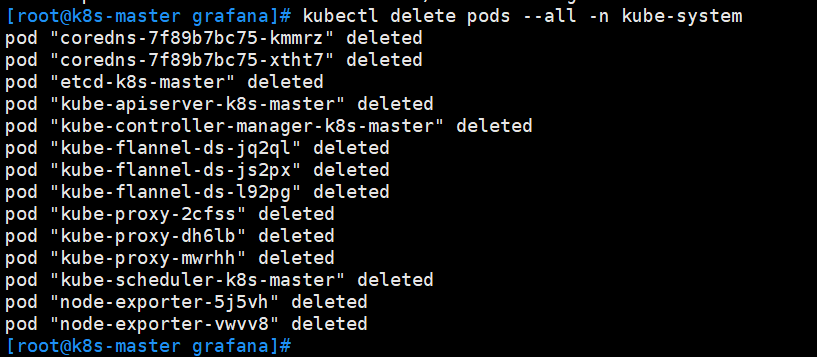 [root@k8s-master grafana]# kubectl delete pods --all -n kube-system
pod "coredns-7f89b7bc75-kmmrz" deleted
pod "coredns-7f89b7bc75-xtht7" deleted
pod "etcd-k8s-master" deleted
pod "kube-apiserver-k8s-master" deleted
pod "kube-controller-manager-k8s-master" deleted
pod "kube-flannel-ds-jq2ql" deleted
pod "kube-flannel-ds-js2px" deleted
pod "kube-flannel-ds-l92pg" deleted
pod "kube-proxy-2cfss" deleted
pod "kube-proxy-dh6lb" deleted
pod "kube-proxy-mwrhh" deleted
pod "kube-scheduler-k8s-master" deleted
pod "node-exporter-5j5vh" deleted
pod "node-exporter-vwvv8" deleted
[root@k8s-master grafana]#